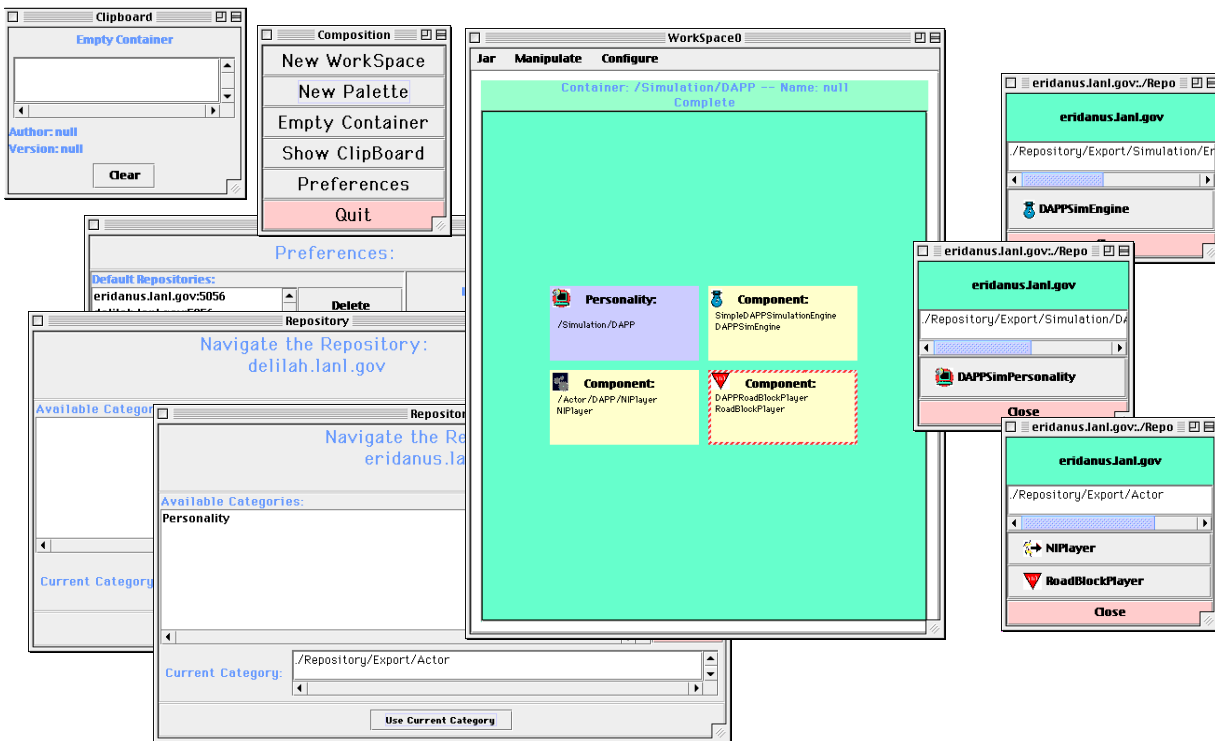 Clipboard
Empty Container
Author: null
Version: null
Clear
Composition
New WorkSpace
New Palette
Empty Container
Show ClipBoard
Preferences
Quit
Preferences:
Default Repositories:
eridanus.lanl.gov:5056
Delete
Repository
Navigate the Repository:
delilah.lanl.gov
Available Categor
Current Category
Repositor
Navigate the Re
eridanus.la
Available Categories:
Personality
Current Category:
./Repository/Export/Actor
Use Current Category
WorkSpace0
Jar Manipulate Configure
Container: /Simulation/DAPP -- Name: null
Complete
Personality:
/Simulation/DAPP
Component:
SimpleDAPPSimulationEngine
DAPPSimEngine
Component:
/Actor/DAPP/NIPlayer
NIPlayer
Component:
DAPPRoadBlockPlayer
RoadBlockPlayer
eridanus.lanl.gov:./Repo
eridanus.lanl.gov
./Repository/Export/Simulation/En
DAPPSimEngine
eridanus.lanl.gov:./Repo
eridanus.lanl.gov
./Repository/Export/Simulation/DA
DAPPSimPersonality
Close
eridanus.lanl.gov:./Repo
eridanus.lanl.gov
./Repository/Export/Actor
NIPlayer
RoadBlockPlayer
Close